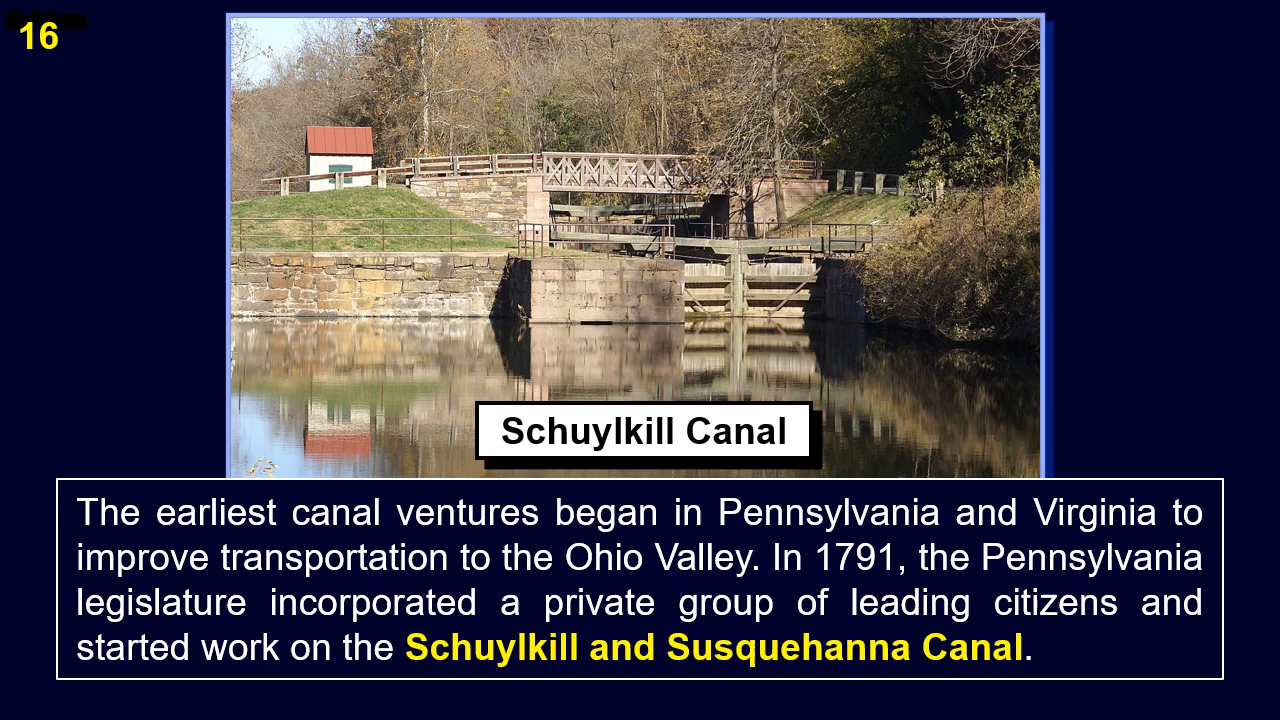 16
Schuylkill Canal
The earliest canal ventures began in Pennsylvania and Virginia to
improve transportation to the Ohio Valley. In 1791, the Pennsylvania
legislature incorporated a private group of leading citizens and
started work on the Schuylkill and Susquehanna Canal.